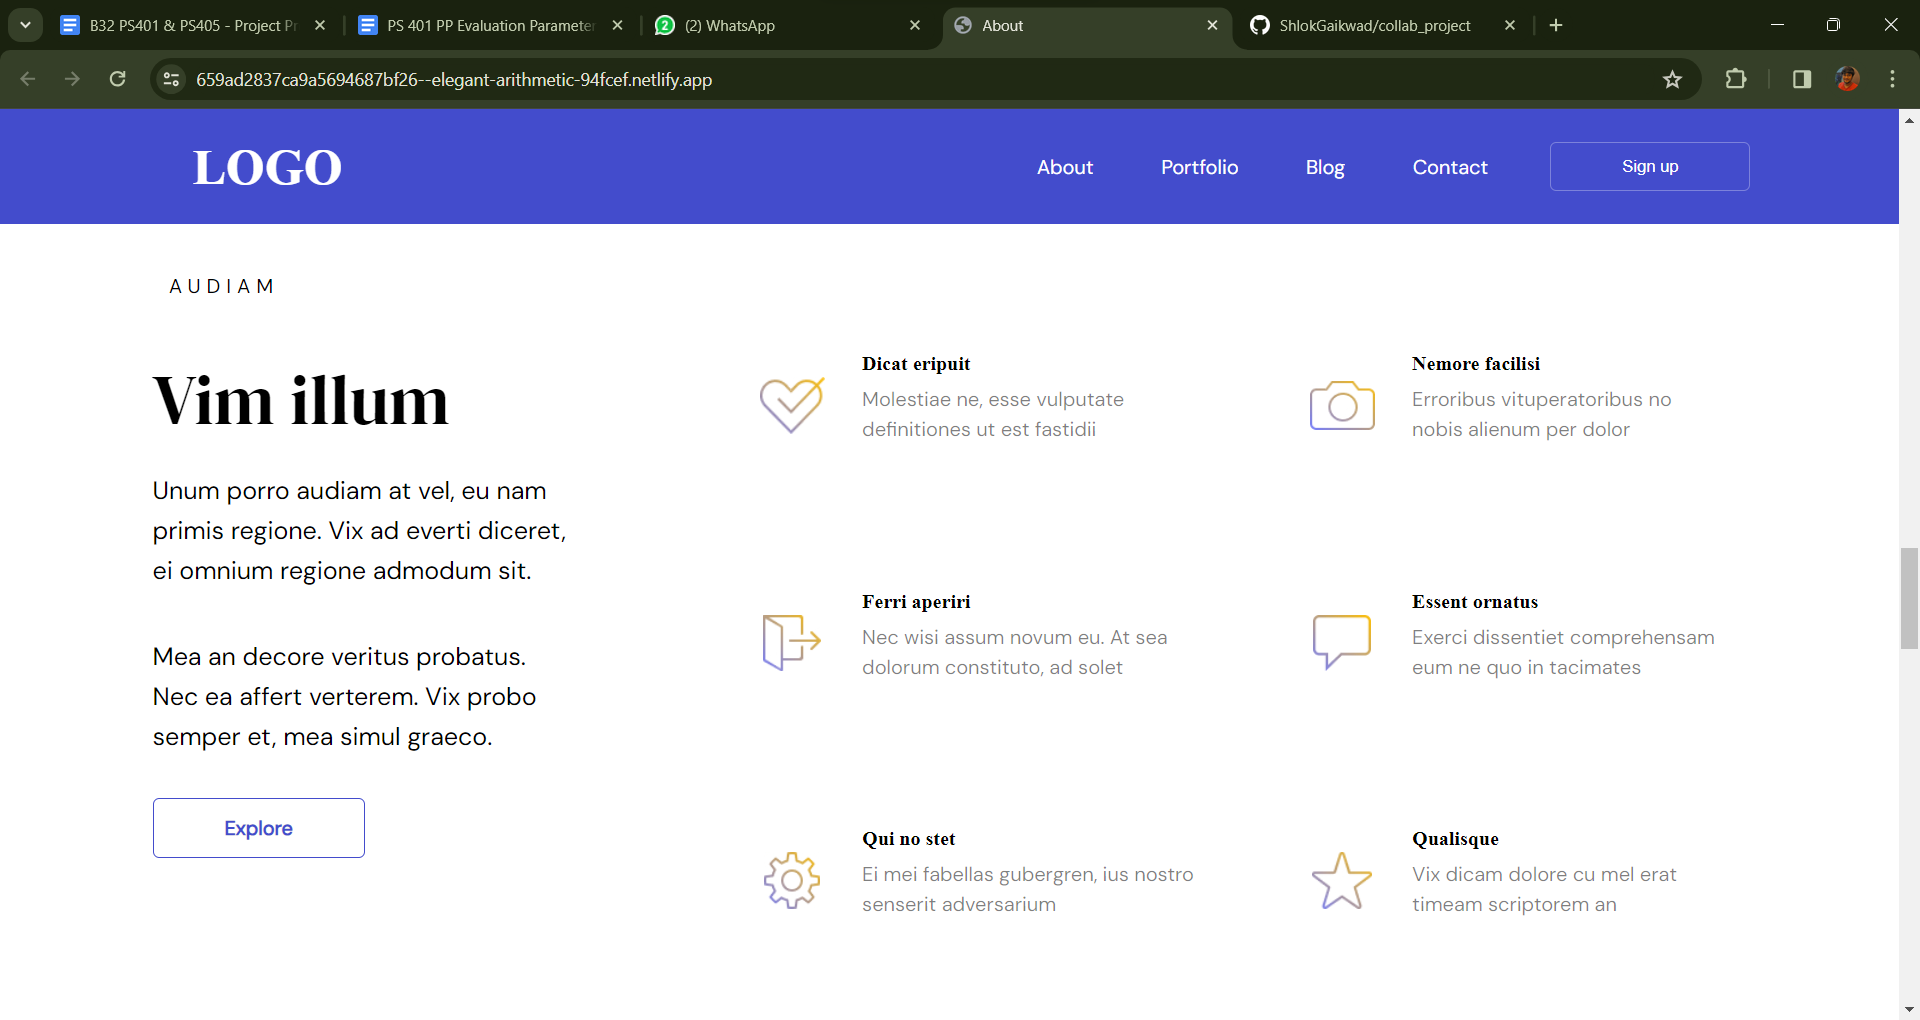 B32 PS401 & PS405 - Project Pr
PS 401 PP Evaluation Parameter
2
(2) WhatsApp
About
ShlokGaikwad/collab_project
659ad2837ca9a5694687bf26--elegant-arithmetic-94fcef.netlify.app
LOGO
About
Portfolio
Blog
Contact
Sign up
AUDIAM
Vim illum
Unum porro audiam at vel, eu nam
primis regione. Vix ad everti diceret,
ei omnium regione admodum sit.
Mea an decore veritus probatus.
Nec ea affert verterem. Vix probo
semper et, mea simul graeco.
Explore
Dicat eripuit
Molestiae ne, esse vulputate
definitiones ut est fastidii
Nemore facilisi
Erroribus vituperatoribus no
nobis alienum per dolor
Ferri aperiri
Nec wisi assum novum eu. At sea
dolorum constituto, ad solet
Essent ornatus
Exerci dissentiet comprehensam
eum ne quo in tacimates
Qui no stet
Ei mei fabellas gubergren, ius nostro
senserit adversarium
Qualisque
Vix dicam dolore cu mel erat
timeam scriptorem an